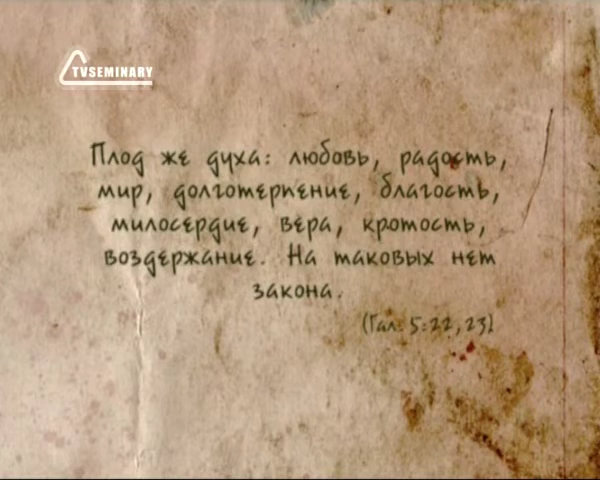 TVSEMINARY
Плод же духа: любовь, радость,
мир, долготерпение, благость,
милосердие, вера, кротость,
воздержание. На таковых нет
закона.
(Гал. 5:22,23)